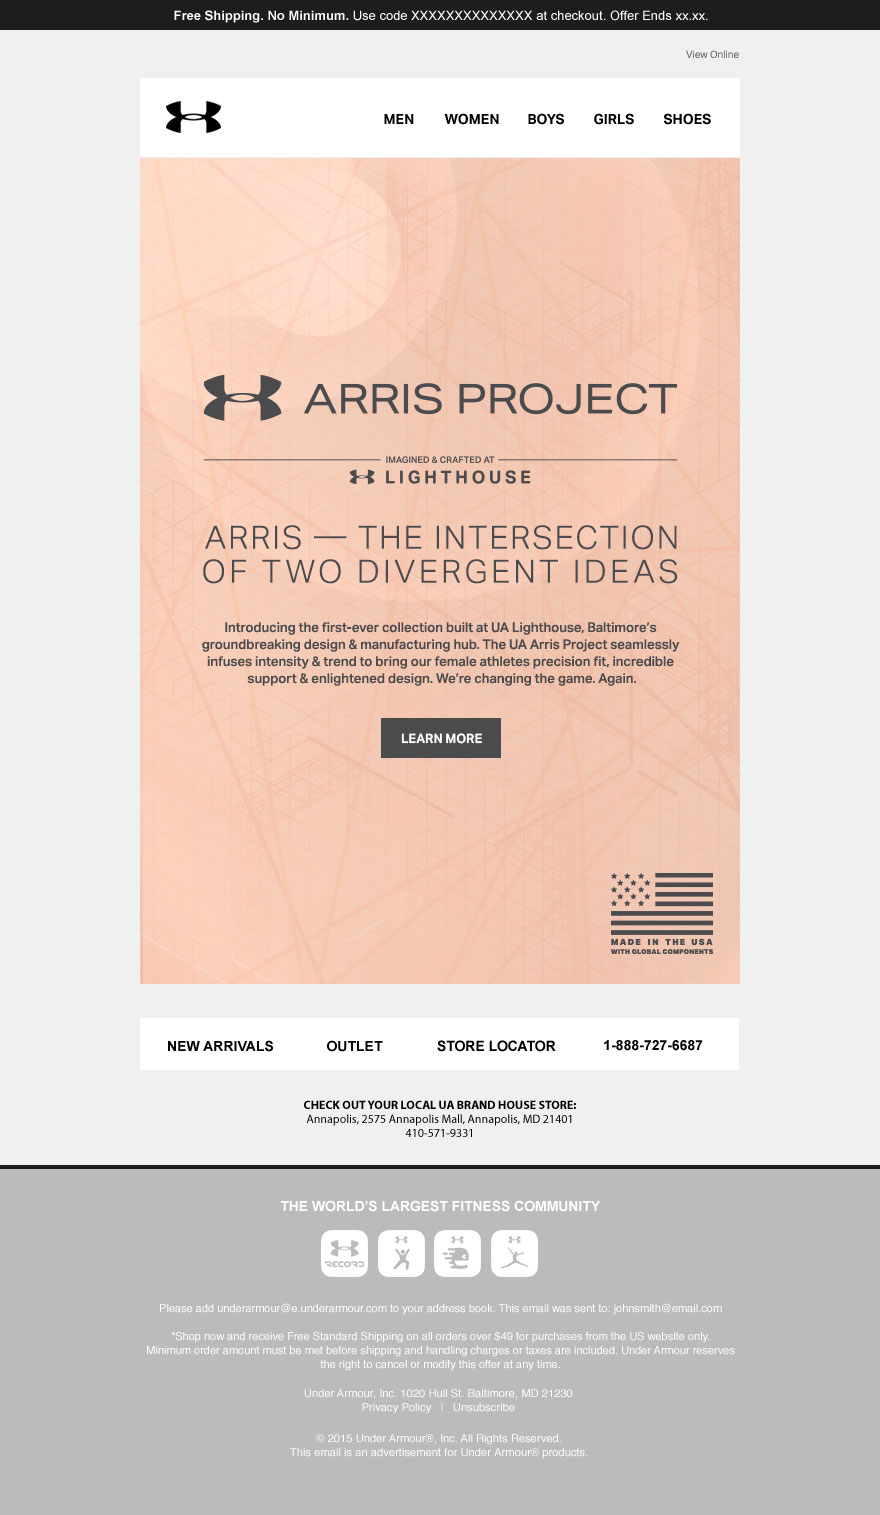 Free Shipping. No Minimum. Use code XXXXXXXXXXXXXX at checkout. Offer Ends xx.xx.
View Online
MEN WOMEN BOYS GIRLS SHOES
ARRIS PROJECT
IMAGINED & CRAFTED AT
LIGHTHOUSE
ARRIS — THE INTERSECTION
OF TWO DIVERGENT IDEAS
Introducing the first-ever collection built at UA Lighthouse, Baltimore’s
groundbreaking design & manufacturing hub. The UA Arris Project seamlessly
infuses intensity & trend to bring our female athletes precision fit, incredible
support & enlightened design. We’re changing the game. Again.
LEARN MORE
MADE IN THE USA
WITH GLOBAL COMPONENTS
NEW ARRIVALS OUTLET STORE LOCATOR 1-888-727-6687
CHECK OUT YOUR LOCAL UA BRAND HOUSE STORE:
Annapolis, 2575 Annapolis Mall, Annapolis, MD 21401
410-571-9331
THE WORLD’S LARGEST FITNESS COMMUNITY
RECORD
Please add underarmour@e.underarmour.com to your address book. This email was sent to: johnsmith@email.com
*Shop now and receive Free Standard Shipping on all orders over $49 for purchases from the US website only.
Minimum order amount must be met before shipping and handling charges or taxes are included. Under Armour reserves
the right to cancel or modify this offer at any time.
Under Armour, Inc. 1020 Hull St. Baltimore, MD 21230
Privacy Policy | Unsubscribe
© 2015 Under Armour®, Inc. All Rights Reserved.
This email is an advertisement for Under Armour® products.